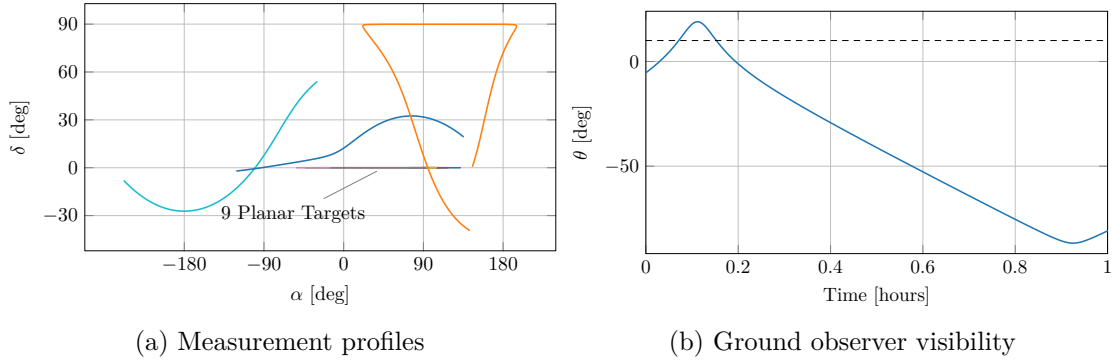 90
60
30
0
−30
δ [deg]
9 Planar Targets
−180
−90
0
90
180
α [deg]
(a) Measurement profiles
0
−50
θ [deg]
0
0.2
0.4
0.6
0.8
1
Time [hours]
(b) Ground observer visibility